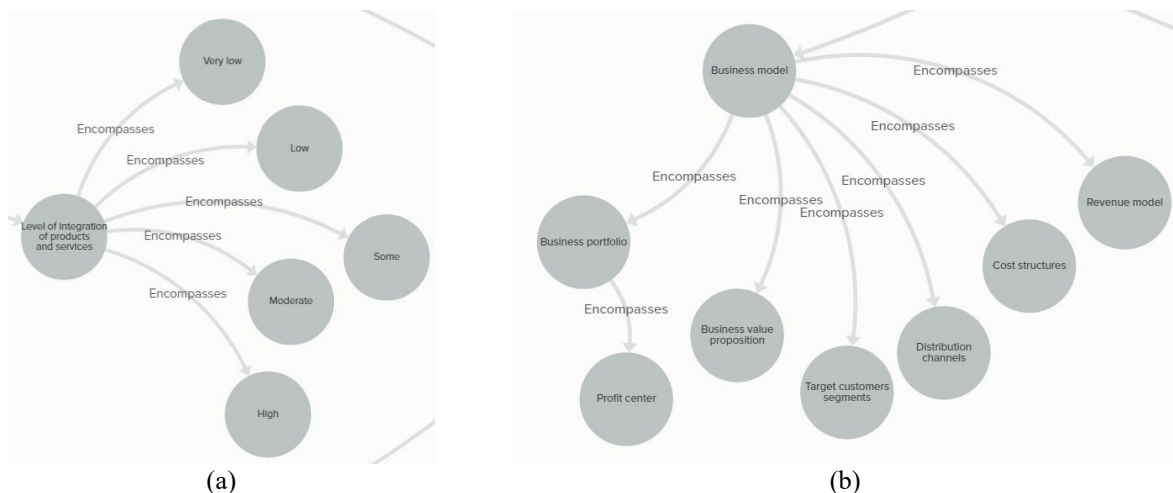 Very low
Encompasses
Low
Encompasses
Encompasses
Level of integration
of products
and services
Encompasses
Some
Encompasses
Moderate
High
(a)
Business model
Encompasses
Encompasses
Encompasses
Encompasses
Encompasses
Encompasses
Revenue model
Business portfolio
Cost structures
Encompasses
Business value
proposition
Distribution
channels
Profit center
Target customers
segments
(b)